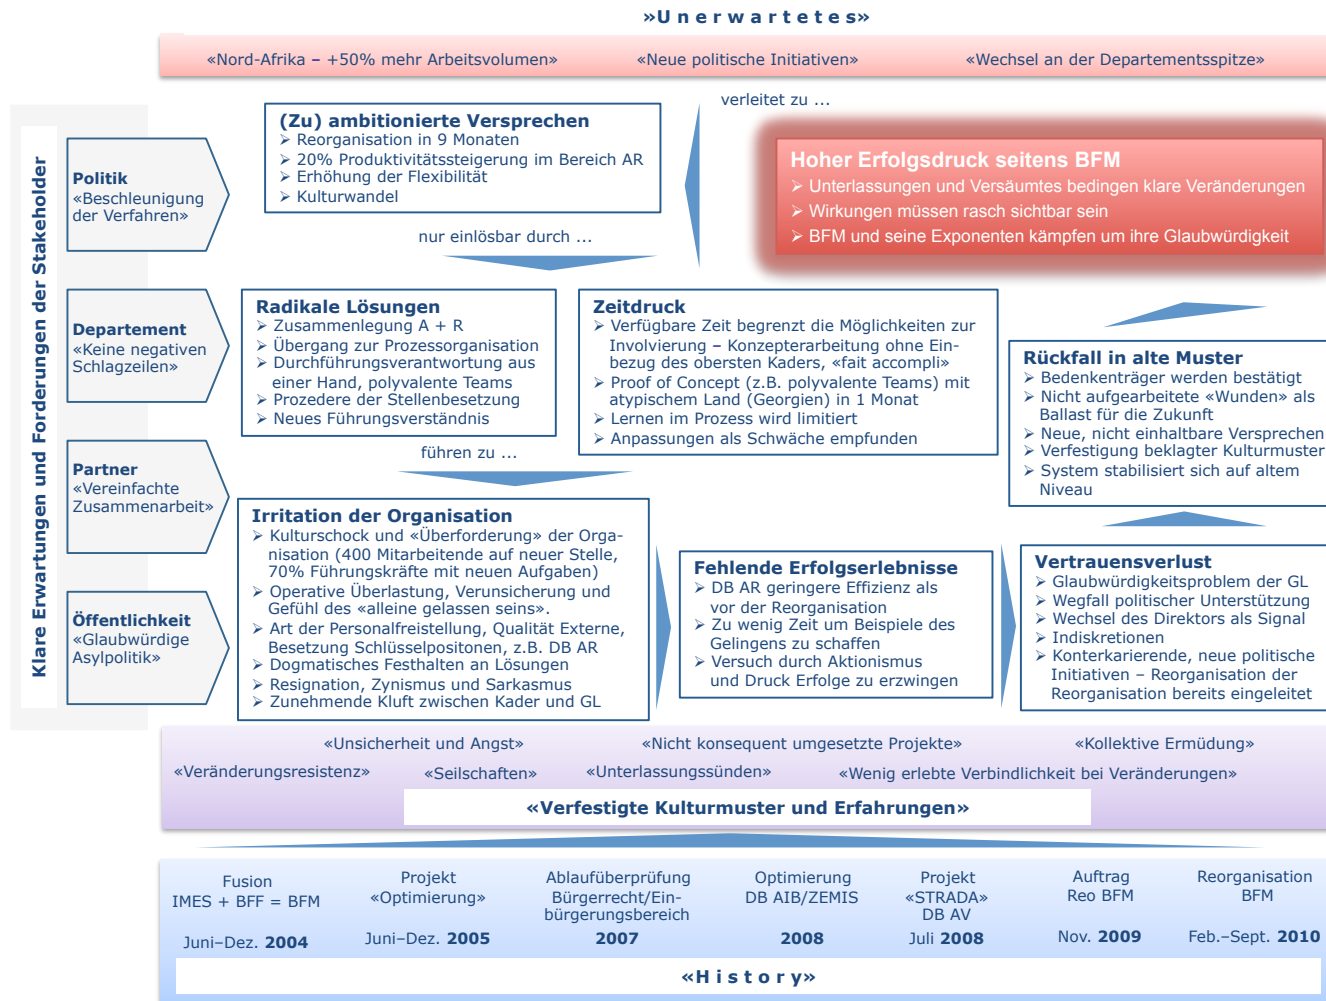 »U n e r w a r t e t e s»
«Nord-Afrika – +50% mehr Arbeitsvolumen»
«Neue politische Initiativen»
«Wechsel an der Departementsspitze»
verleitet zu ...
Klare Erwartungen und Forderungen der Stakeholder
Politik
«Beschleunigung
der Verfahren»
Departement
«Keine negativen
Schlagzeilen»
Partner
«Vereinfachte
Zusammenarbeit»
Öffentlichkeit
«Glaubwürdige
Asylpolitik»
(Zu) ambitionierte Versprechen
➢ Reorganisation in 9 Monaten
➢ 20% Produktivitätssteigerung im Bereich AR
➢ Erhöhung der Flexibilität
➢ Kulturwandel
Hoher Erfolgsdruck seitens BFM
➢ Unterlassungen und Versäumtes bedingen klare Veränderungen
➢ Wirkungen müssen rasch sichtbar sein
➢ BFM und seine Exponenten kämpfen um ihre Glaubwürdigkeit
nur einlösbar durch ...
Radikale Lösungen
➢ Zusammenlegung A + R
➢ Übergang zur Prozessorganisation
➢ Durchführungsverantwortung aus
einer Hand, polyvalente Teams
➢ Prozedere der Stellenbesetzung
➢ Neues Führungsverständnis
Zeitdruck
➢ Verfügbare Zeit begrenzt die Möglichkeiten zur
Involvierung – Konzepterarbeitung ohne Ein-
bezug des obersten Kaders, «fait accompli»
➢ Proof of Concept (z.B. polyvalente Teams) mit
atypischem Land (Georgien) in 1 Monat
➢ Lernen im Prozess wird limitiert
➢ Anpassungen als Schwäche empfunden
Rückfall in alte Muster
➢ Bedenkenträger werden bestätigt
➢ Nicht aufgearbeitete «Wunden» als
Ballast für die Zukunft
➢ Neue, nicht einhaltbare Versprechen
➢ Verfestigung beklagter Kulturmuster
➢ System stabilisiert sich auf altem
Niveau
führen zu ...
Irritation der Organisation
➢ Kulturschock und «Überforderung» der Orga-
nisation (400 Mitarbeitende auf neuer Stelle,
70% Führungskräfte mit neuen Aufgaben)
➢ Operative Überlastung, Verunsicherung und
Gefühl des «alleine gelassen seins».
➢ Art der Personalfreistellung, Qualität Externe,
Besetzung Schlüsselpositonen, z.B. DB AR
➢ Dogmatisches Festhalten an Lösungen
➢ Resignation, Zynismus und Sarkasmus
➢ Zunehmende Kluft zwischen Kader und GL
Fehlende Erfolgserlebnisse
➢ DB AR geringere Effizienz als
vor der Reorganisation
➢ Zu wenig Zeit um Beispiele des
Gelingens zu schaffen
➢ Versuch durch Aktionismus
und Druck Erfolge zu erzwingen
Vertrauensverlust
➢ Glaubwürdigkeitsproblem der GL
➢ Wegfall politischer Unterstützung
➢ Wechsel des Direktors als Signal
➢ Indiskretionen
➢ Konterkarierende, neue politische
Initiativen – Reorganisation der
Reorganisation bereits eingeleitet
«Unsicherheit und Angst»
«Nicht konsequent umgesetzte Projekte»
«Kollektive Ermüdung»
«Veränderungsresistenz»
«Seilschaften»
«Unterlassungssünden»
«Wenig erlebte Verbindlichkeit bei Veränderungen»
«Verfestigte Kulturmuster und Erfahrungen»
Fusion
IMES + BFF = BFM
Juni–Dez. 2004
Projekt
«Optimierung»
Juni–Dez. 2005
Ablaufüberprüfung
Bürgerrecht/Ein-
bürgerungsbereich
2007
Optimierung
DB AIB/ZEMIS
2008
Projekt
«STRADA»
DB AV
Juli 2008
Auftrag
Reo BFM
Nov. 2009
Reorganisation
BFM
Feb.–Sept. 2010
«H i s t o r y»